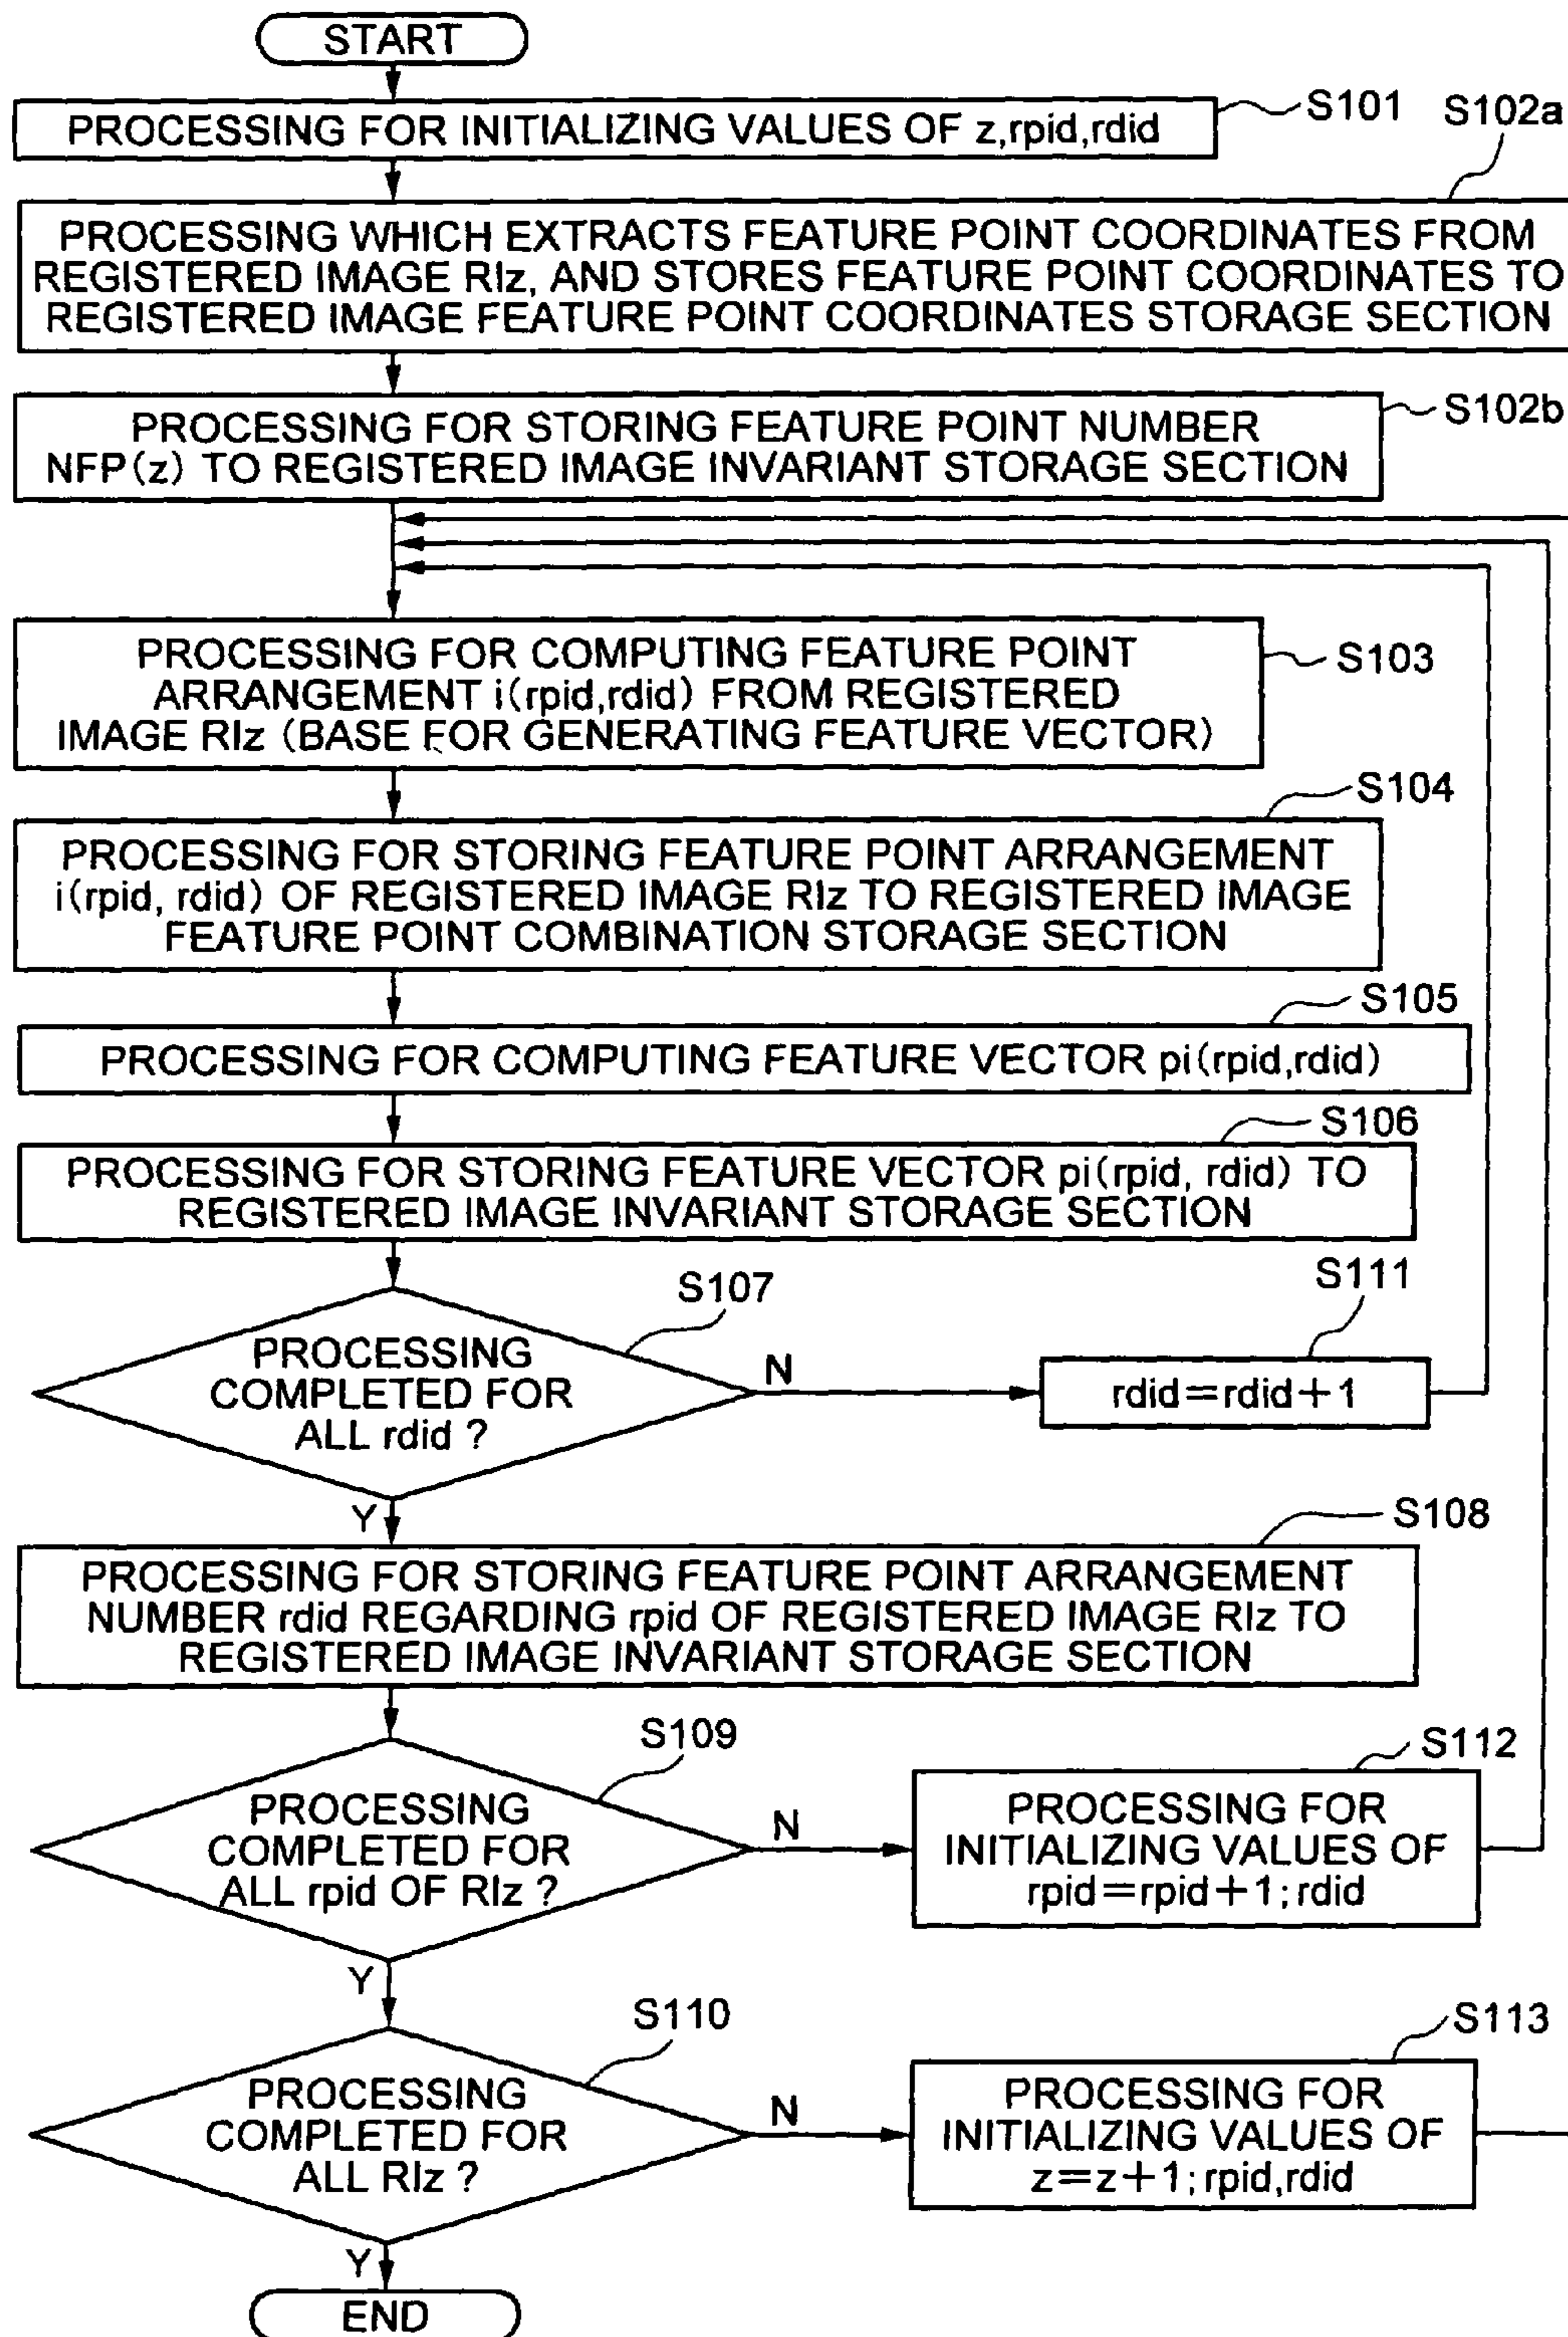 START
PROCESSING FOR INITIALIZING VALUES OF z,rpid,rdid
S101
S102a
PROCESSING WHICH EXTRACTS FEATURE POINT COORDINATES FROM
REGISTERED IMAGE RIz, AND STORES FEATURE POINT COORDINATES TO
REGISTERED IMAGE FEATURE POINT COORDINATES STORAGE SECTION
S102b
PROCESSING FOR STORING FEATURE POINT NUMBER
NFP(z) TO REGISTERED IMAGE INVARIANT STORAGE SECTION
S103
PROCESSING FOR COMPUTING FEATURE POINT
ARRANGEMENT i(rpid,rdid) FROM REGISTERED
IMAGE RIz (BASE FOR GENERATING FEATURE VECTOR)
S104
PROCESSING FOR STORING FEATURE POINT ARRANGEMENT
i(rpid, rdid) OF REGISTERED IMAGE RIz TO REGISTERED IMAGE
FEATURE POINT COMBINATION STORAGE SECTION
S105
PROCESSING FOR COMPUTING FEATURE VECTOR pi(rpid,rdid)
S106
PROCESSING FOR STORING FEATURE VECTOR pi(rpid, rdid) TO
REGISTERED IMAGE INVARIANT STORAGE SECTION
S107
PROCESSING
COMPLETED FOR
ALL rdid ?
N
S111
rdid=rdid+1
Y
S108
PROCESSING FOR STORING FEATURE POINT ARRANGEMENT
NUMBER rdid REGARDING rpid OF REGISTERED IMAGE RIz TO
REGISTERED IMAGE INVARIANT STORAGE SECTION
S109
PROCESSING
COMPLETED FOR
ALL rpid OF RIz ?
N
S112
PROCESSING FOR
INITIALIZING VALUES OF
rpid=rpid+1;rdid
Y
S110
PROCESSING
COMPLETED FOR
ALL RIz ?
N
S113
PROCESSING FOR
INITIALIZING VALUES OF
z=z+1;rpid,rdid
Y
END